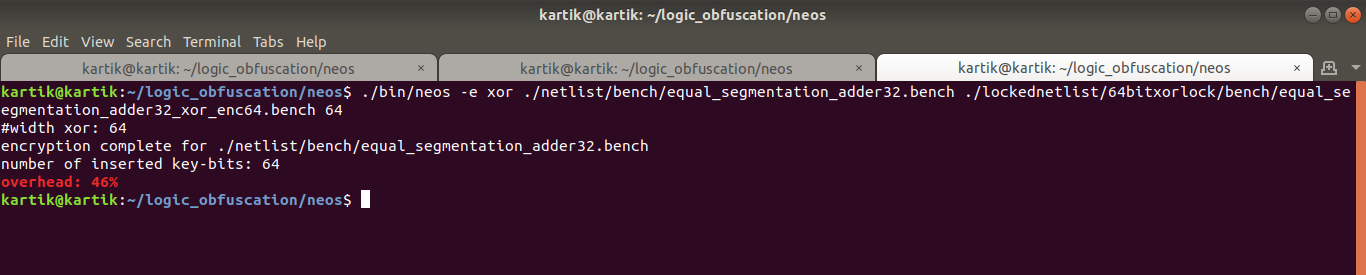 kartik@kartik: ~/logic_obfuscation/neos
File Edit View Search Terminal Tabs Help
kartik@kartik: ~/logic_obfuscation/neos × kartik@kartik: ~/logic_obfuscation/neos × kartik@kartik: ~/logic_obfuscation/neos ×
kartik@kartik:~/logic_obfuscation/neos$ ./bin/neos -e xor ./netlist/bench/equal_segmentation_adder32.bench ./lockednetlist/64bitxorlock/bench/equal_se
egmentation_adder32_xor_enc64.bench 64
#width xor: 64
encryption complete for ./netlist/bench/equal_segmentation_adder32.bench
number of inserted key-bits: 64
overhead: 46%
kartik@kartik:~/logic_obfuscation/neos$